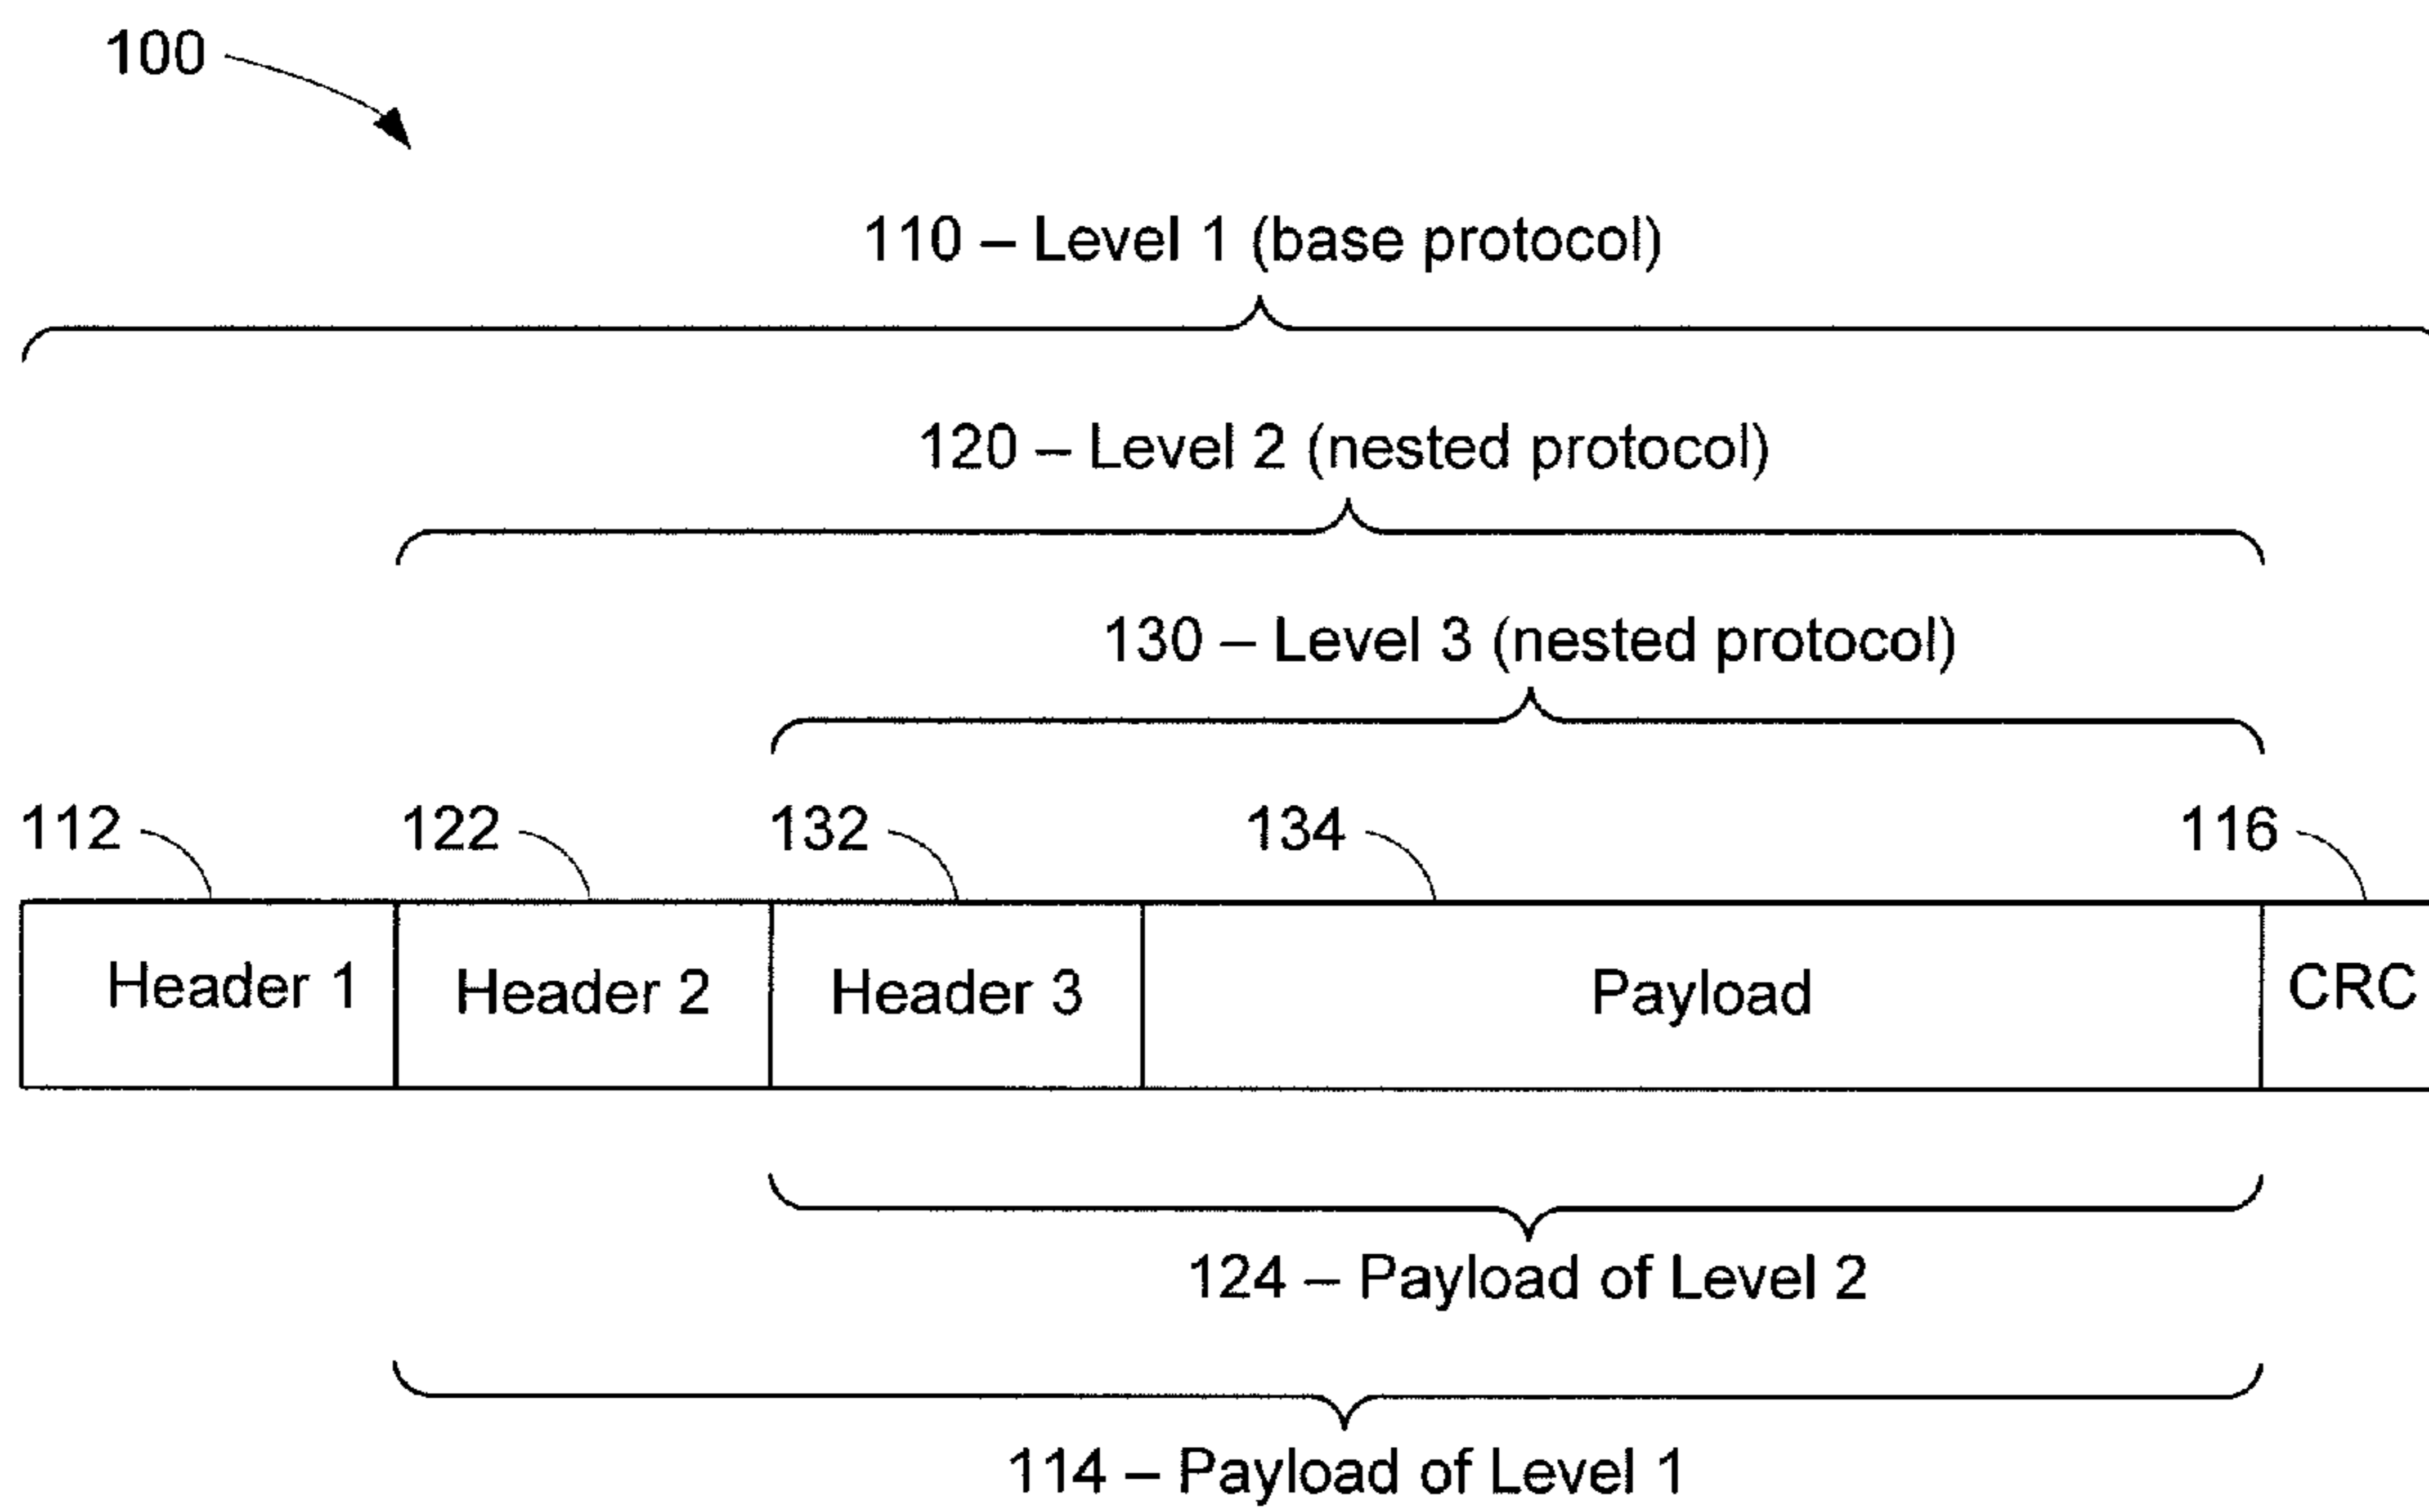 100
110 – Level 1 (base protocol)
120 – Level 2 (nested protocol)
130 – Level 3 (nested protocol)
112 122 132 134 116
Header 1 Header 2 Header 3 Payload CRC
124 – Payload of Level 2
114 – Payload of Level 1